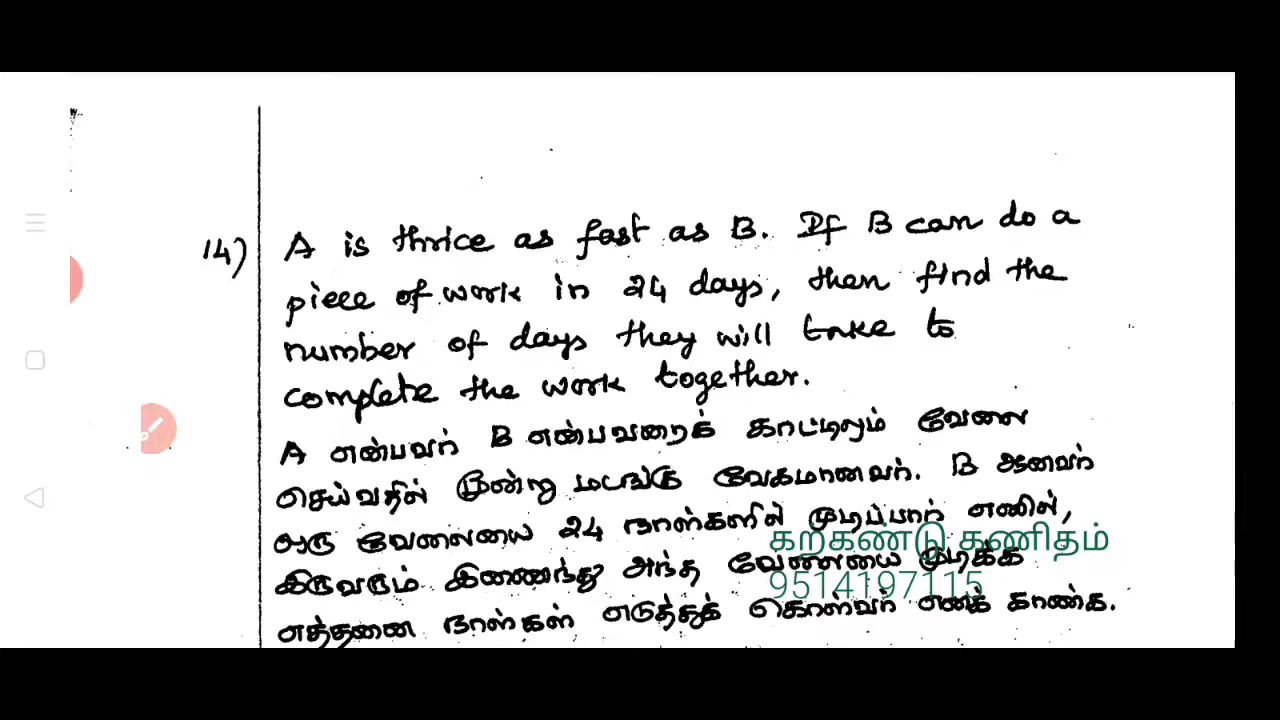 14) A is thrice as fast as B. If B can do a
piece of work in 24 days, then find the
number of days they will take to
complete the work together.
A என்பவர் B என்பவரைக் காட்டிலும் வேலை
செய்வதில் மூன்று மடங்கு வேகமானவர். B ஆனவர்
ஒரு வேலையை 24 நாள்களில் முடிப்பார் எனில்,
கற்கண்டு கணிதம்
இருவரும் இணைந்து அந்த வேலையை முடிக்க
9514197115
எத்தனை நாள்கள் எடுத்துக் கொள்வர் எனக் காண்க.